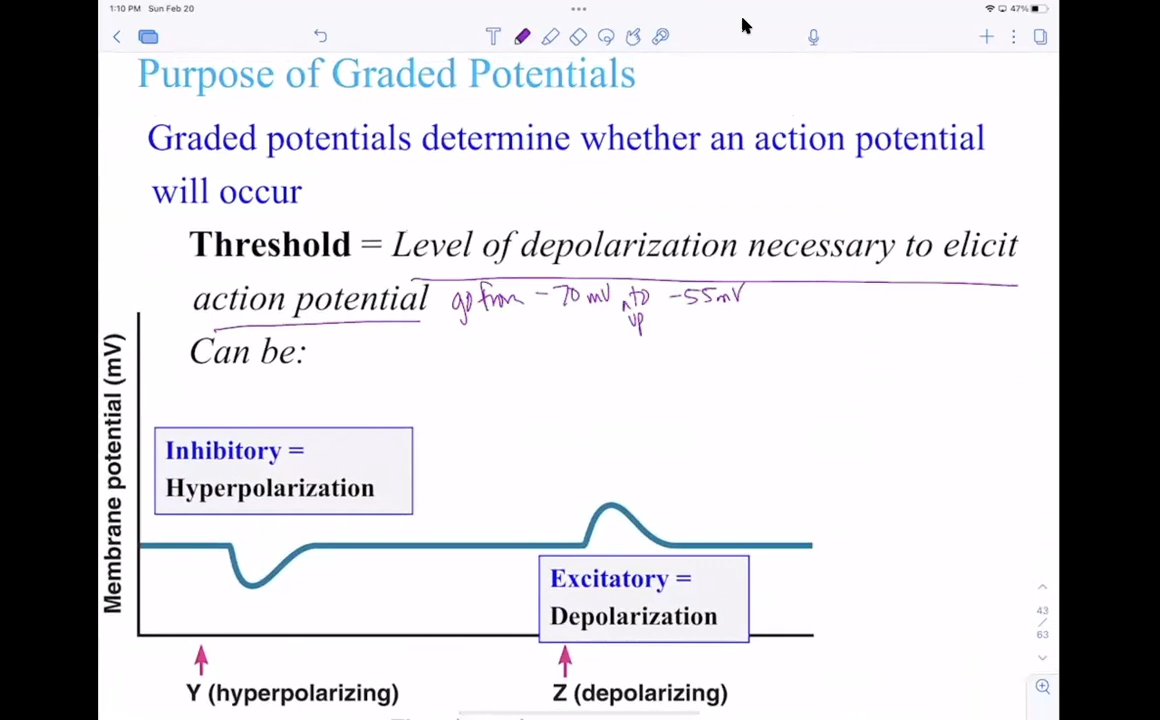 1:10 PM Sun Feb 20
47%
Purpose of Graded Potentials
Graded potentials determine whether an action potential
will occur
Threshold = Level of depolarization necessary to elicit
action potential go from -70 mV to -55mV
up
Can be:
Membrane potential (mV)
Inhibitory =
Hyperpolarization
Excitatory =
Depolarization
43
/
63
Y (hyperpolarizing)
Z (depolarizing)